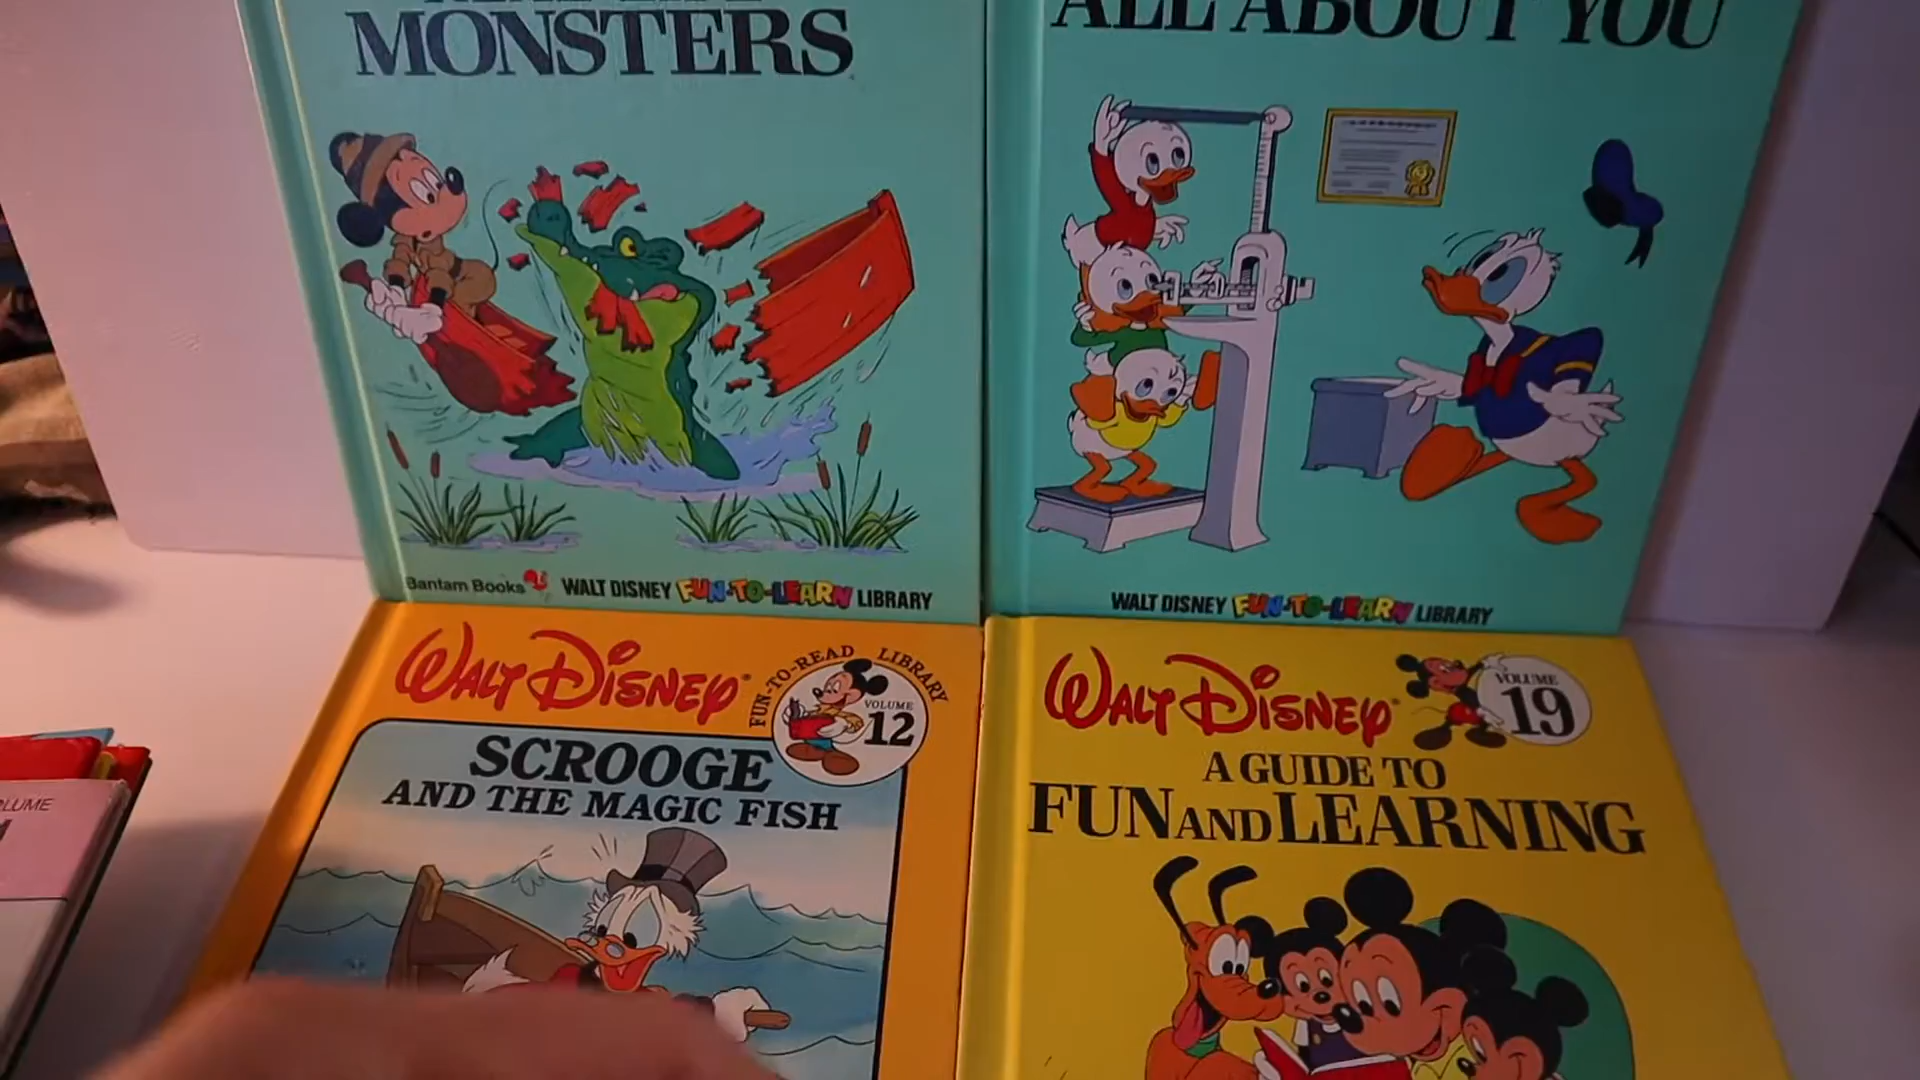 MONSTERS
ALL ABOUT YOU
Bantam Books WALT DISNEY FUN-TO-LEARN LIBRARY
WALT DISNEY FUN-TO-LEARN LIBRARY
WALT DISNEY
FUN-TO-READ LIBRARY
VOLUME
12
SCROOGE
AND THE MAGIC FISH
WALT DISNEY
VOLUME
19
A GUIDE TO
FUN AND LEARNING